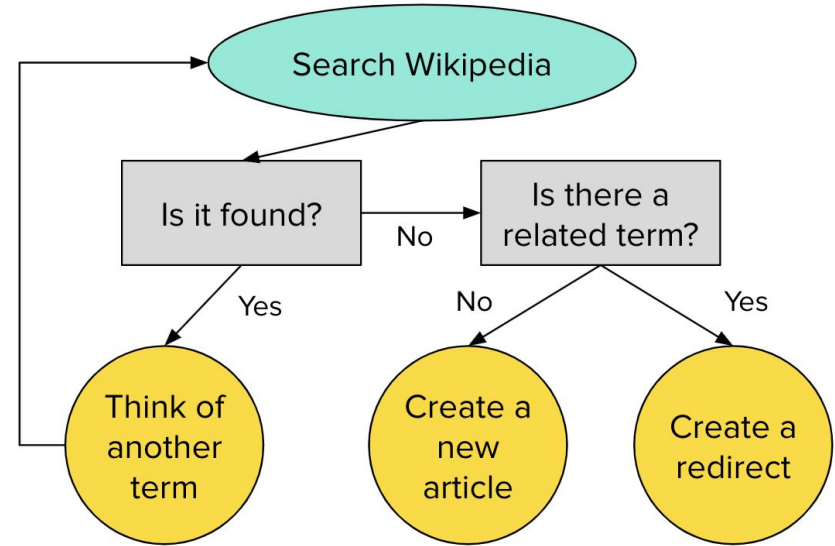 Search Wikipedia
Is it found?
No
Is there a
related term?
Yes
No
Yes
Think of
another
term
Create a
new
article
Create a
redirect